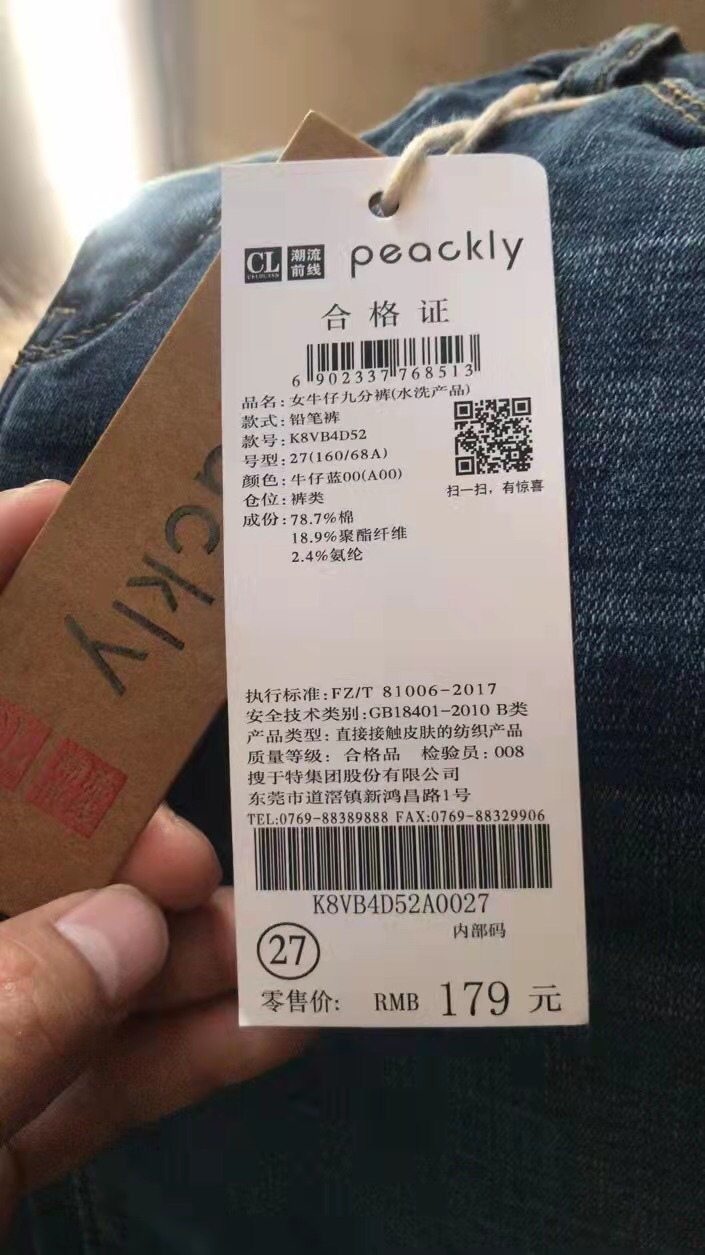 CL 潮流前线 peackly
合格证
6 902337 768513
品名:女牛仔九分裤(水洗产品)
款式:铅笔裤
款号:K8VB4D52
号型:27(160/68A)
颜色:牛仔蓝00(A00)
仓位:裤类
扫一扫，有惊喜
成份:78.7%棉
18.9%聚酯纤维
2.4%氨纶
执行标准:FZ/T 81006-2017
安全技术类别:GB18401-2010 B类
产品类型:直接接触皮肤的纺织产品
质量等级: 合格品 检验员:008
搜于特集团股份有限公司
东莞市道滘镇新鸿昌路1号
TEL:0769-88389888 FAX:0769-88329906
K8VB4D52A0027
内部码
27
零售价: RMB 179 元
ackly